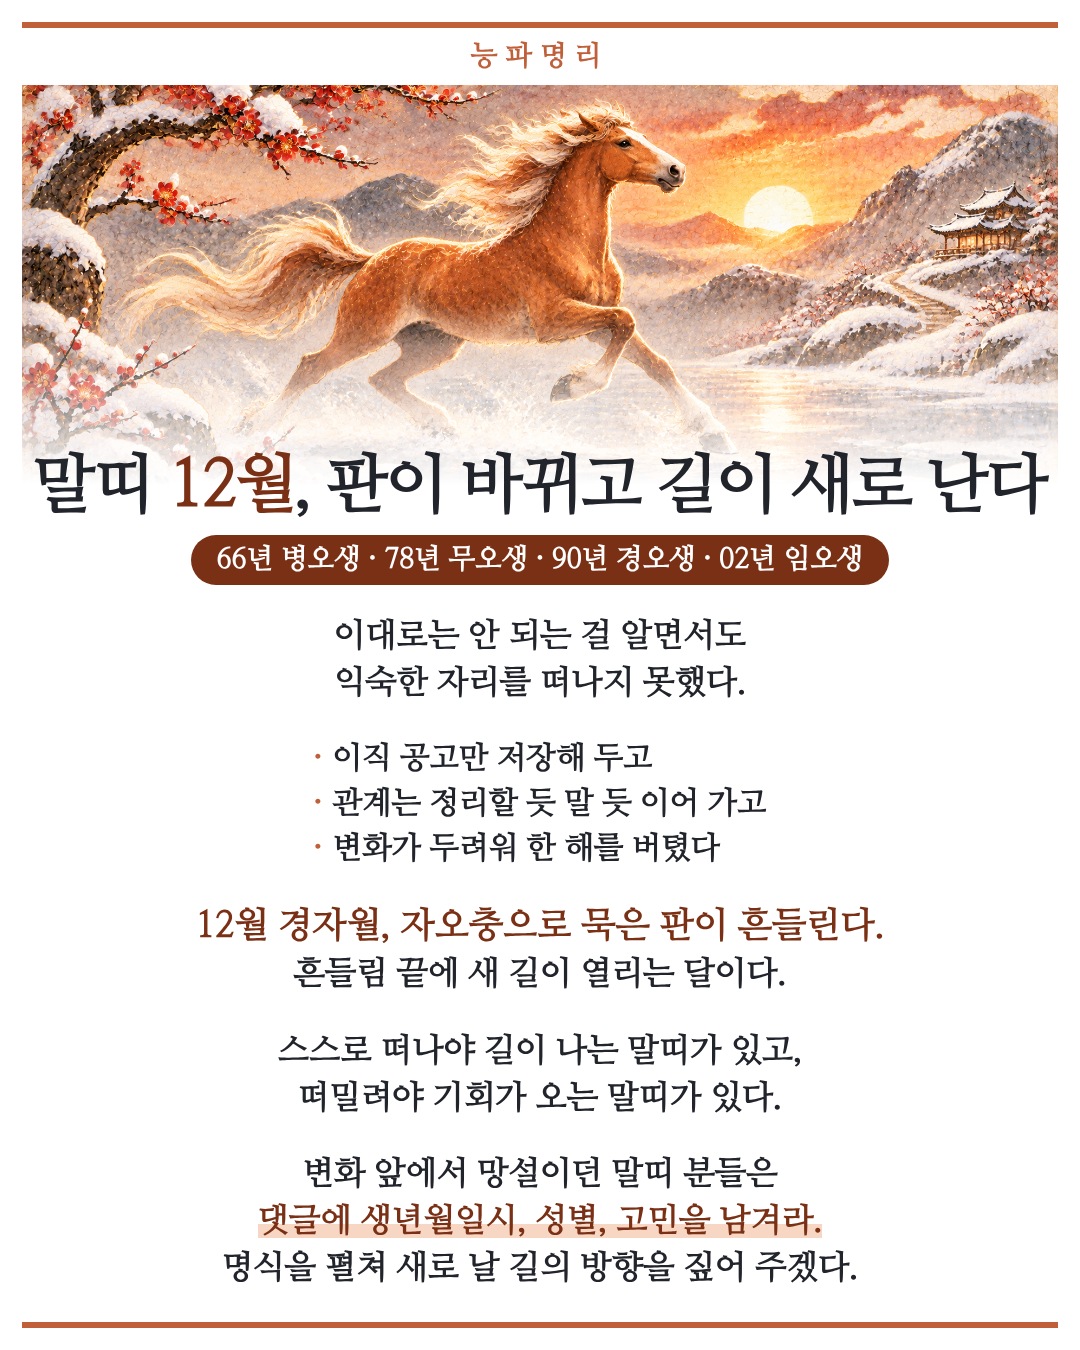 능파명리
말띠 12월, 판이 바뀌고 길이 새로 난다
66년 병오생 · 78년 무오생 · 90년 경오생 · 02년 임오생
이대로는 안 되는 걸 알면서도
익숙한 자리를 떠나지 못했다.
· 이직 공고만 저장해 두고
· 관계는 정리할 듯 말 듯 이어 가고
· 변화가 두려워 한 해를 버텼다
12월 경자월, 자오충으로 묵은 판이 흔들린다.
흔들림 끝에 새 길이 열리는 달이다.
스스로 떠나야 길이 나는 말띠가 있고,
떠밀려야 기회가 오는 말띠가 있다.
변화 앞에서 망설이던 말띠 분들은
댓글에 생년월일시, 성별, 고민을 남겨라.
명식을 펼쳐 새로 날 길의 방향을 짚어 주겠다.